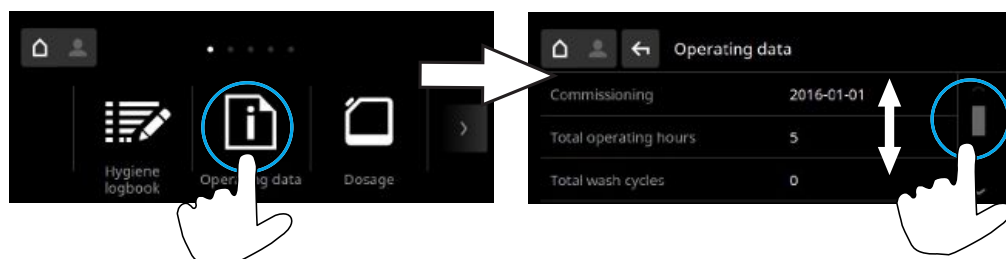 Hygiene
logbook
Operating data
Dosage
Operating data
Commissioning 2016-01-01
Total operating hours 5
Total wash cycles 0